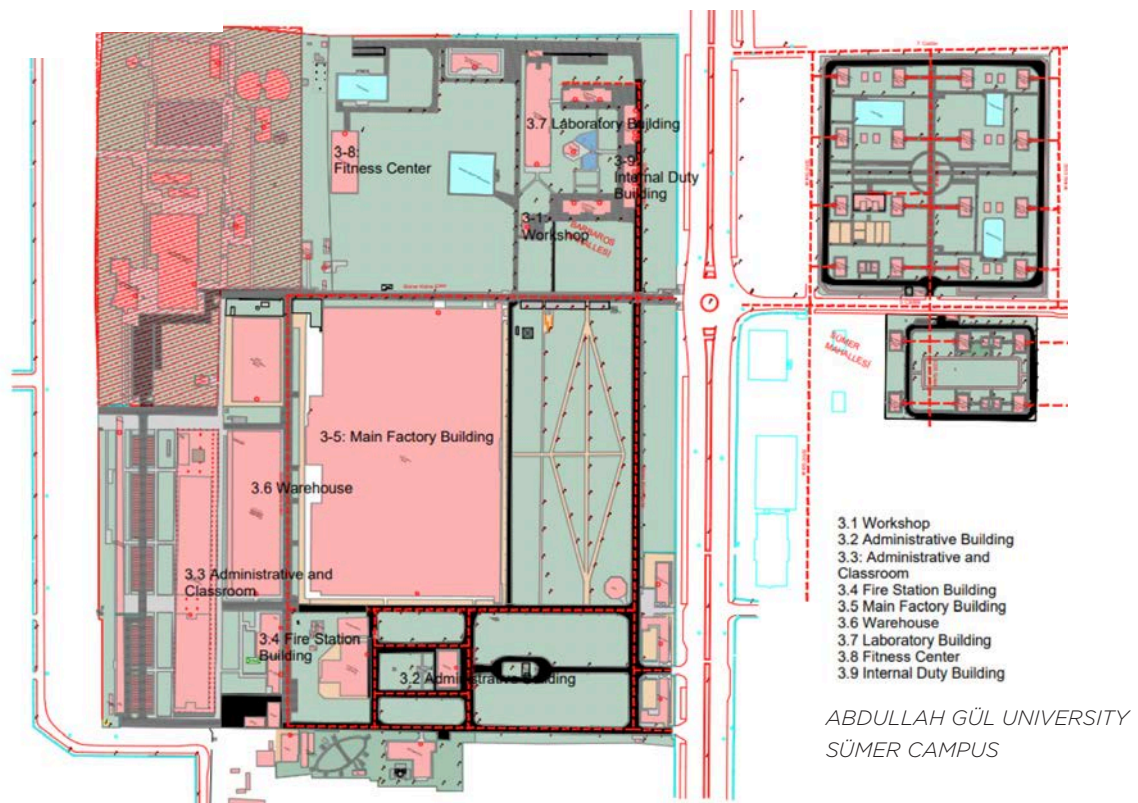 3.7 Laboratory Building
3-8:
Fitness Center
3-9:
Internal Duty
Building
3-1:
Workshop
BARBAROS
SÜMER
MAHALLESİ
3-5: Main Factory Building
3.6 Warehouse
3.3 Administrative and
Classroom
3.4 Fire Station
Building
3.2 Administrative Building
3.1 Workshop
3.2 Administrative Building
3.3: Administrative and
Classroom
3.4 Fire Station Building
3.5 Main Factory Building
3.6 Warehouse
3.7 Laboratory Building
3.8 Fitness Center
3.9 Internal Duty Building
ABDULLAH GÜL UNIVERSITY
SÜMER CAMPUS